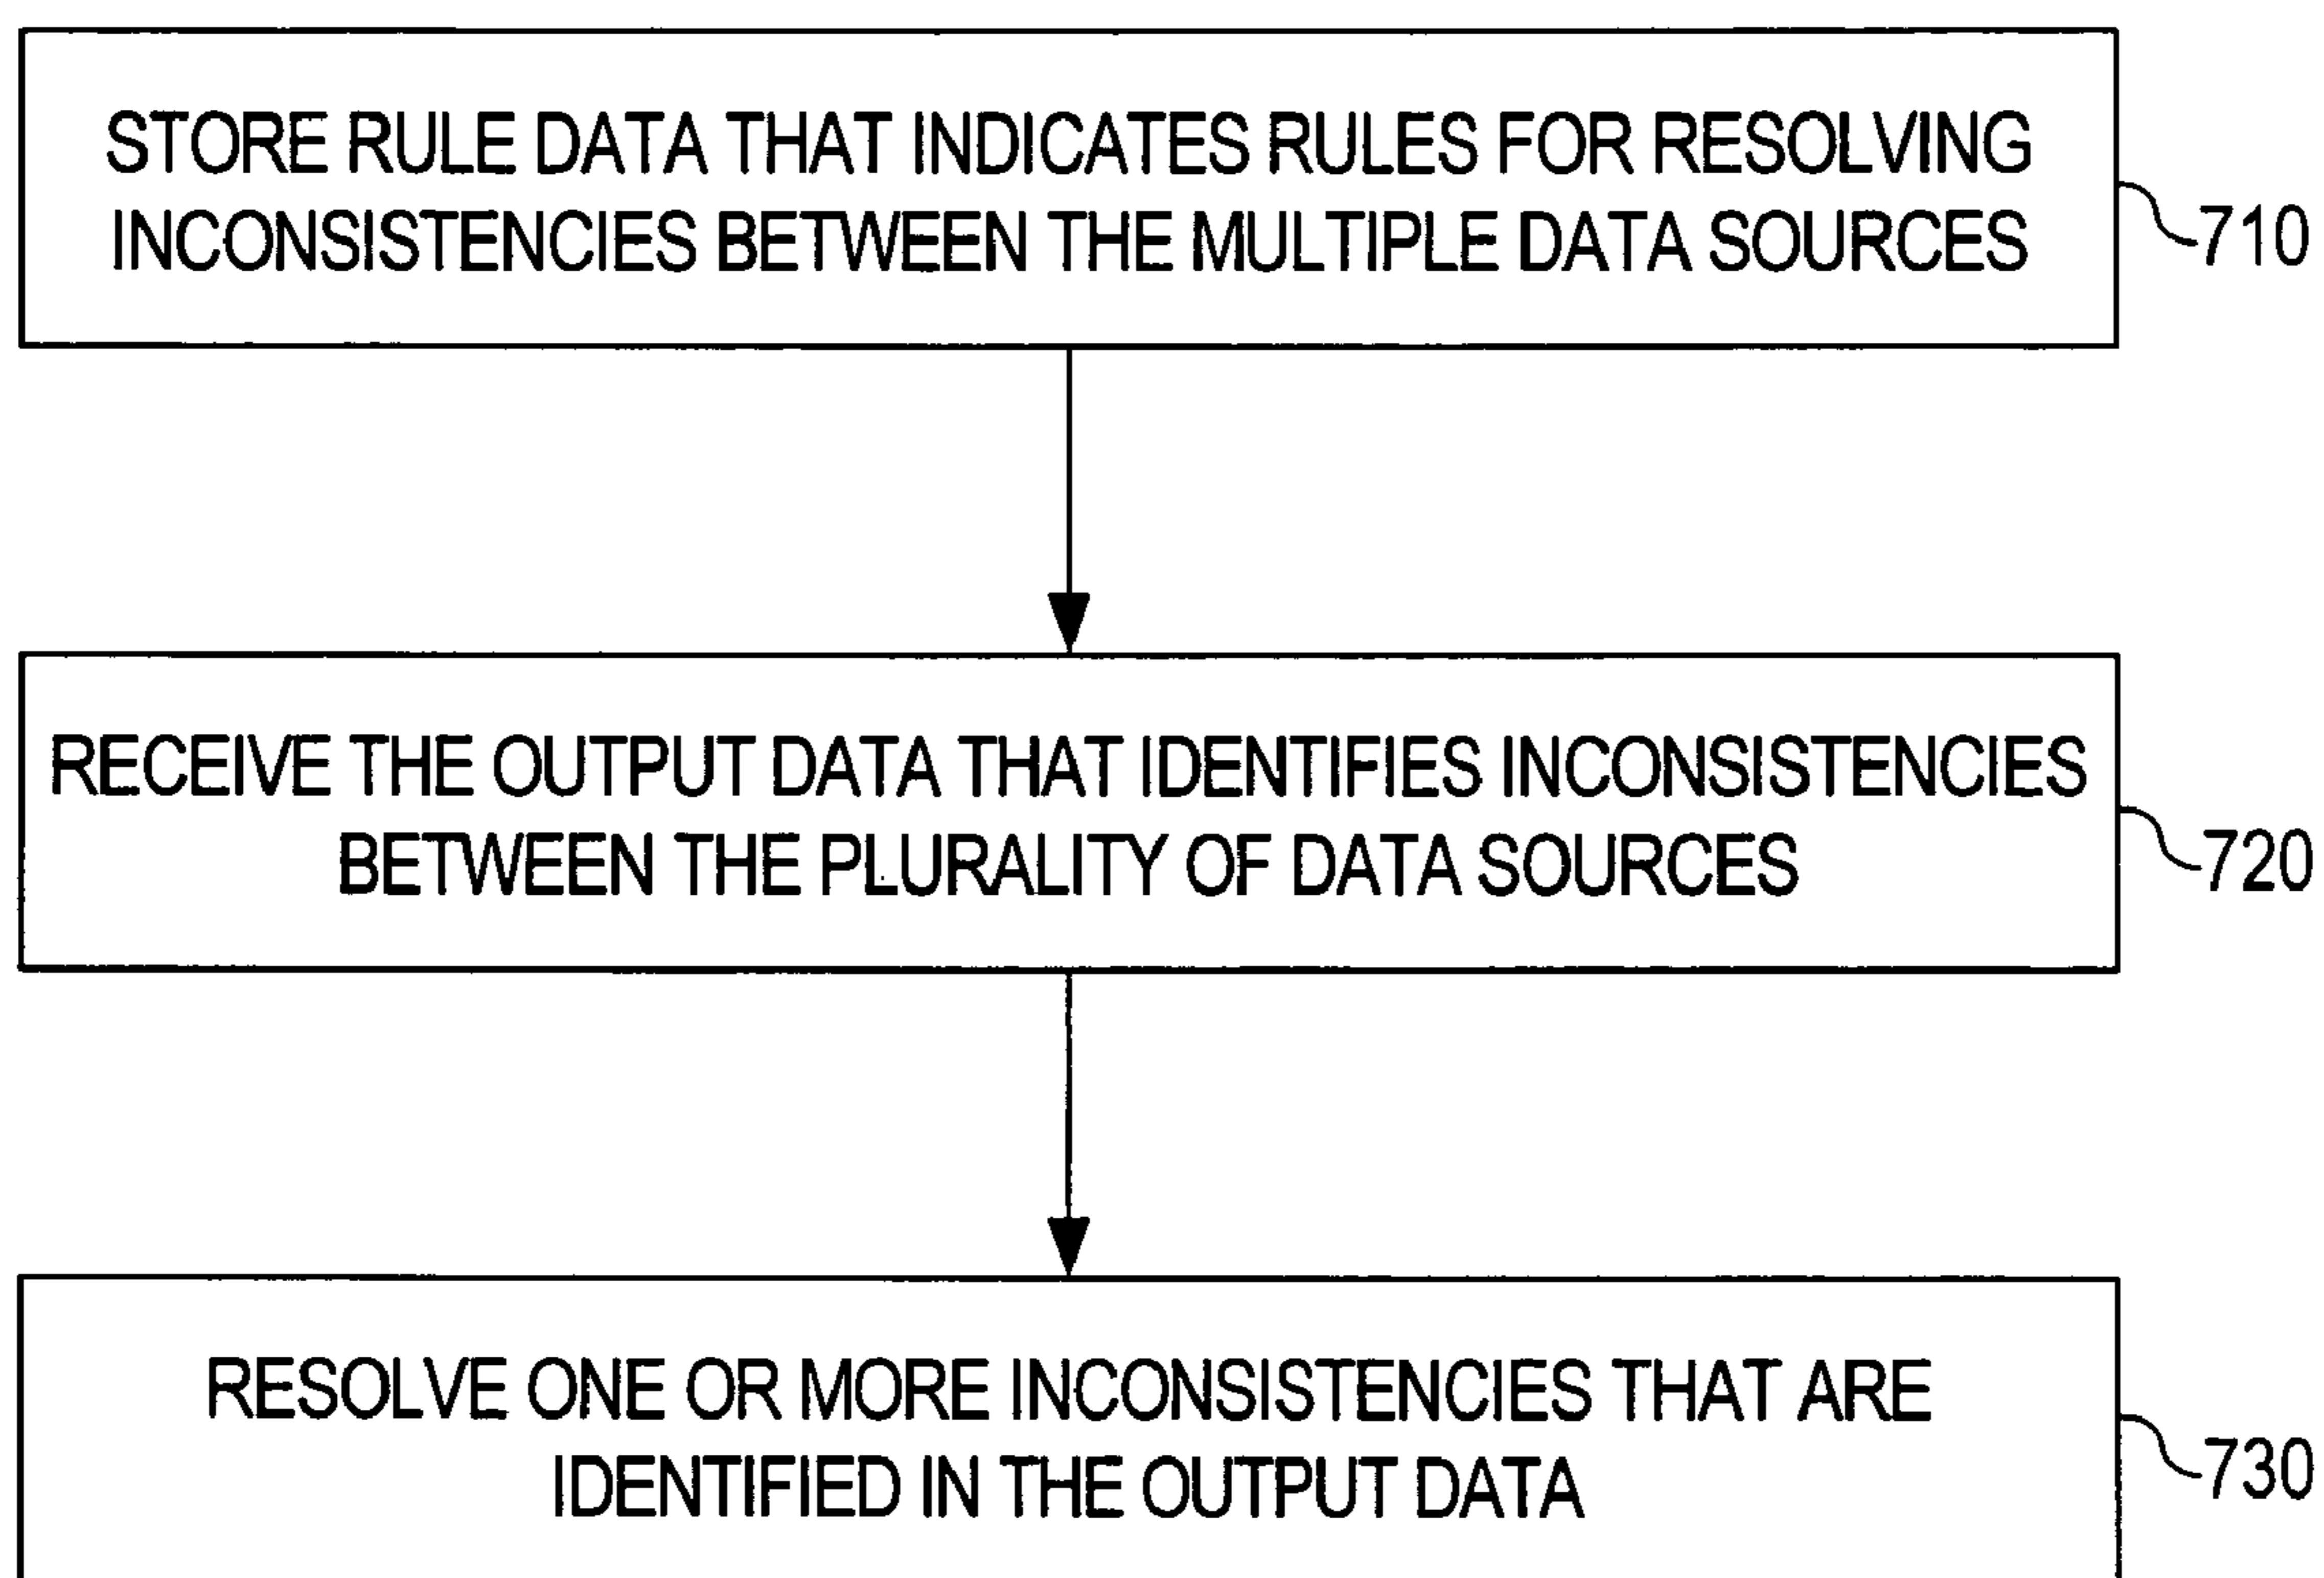 STORE RULE DATA THAT INDICATES RULES FOR RESOLVING
INCONSISTENCIES BETWEEN THE MULTIPLE DATA SOURCES
710
RECEIVE THE OUTPUT DATA THAT IDENTIFIES INCONSISTENCIES
BETWEEN THE PLURALITY OF DATA SOURCES
720
RESOLVE ONE OR MORE INCONSISTENCIES THAT ARE
IDENTIFIED IN THE OUTPUT DATA
730